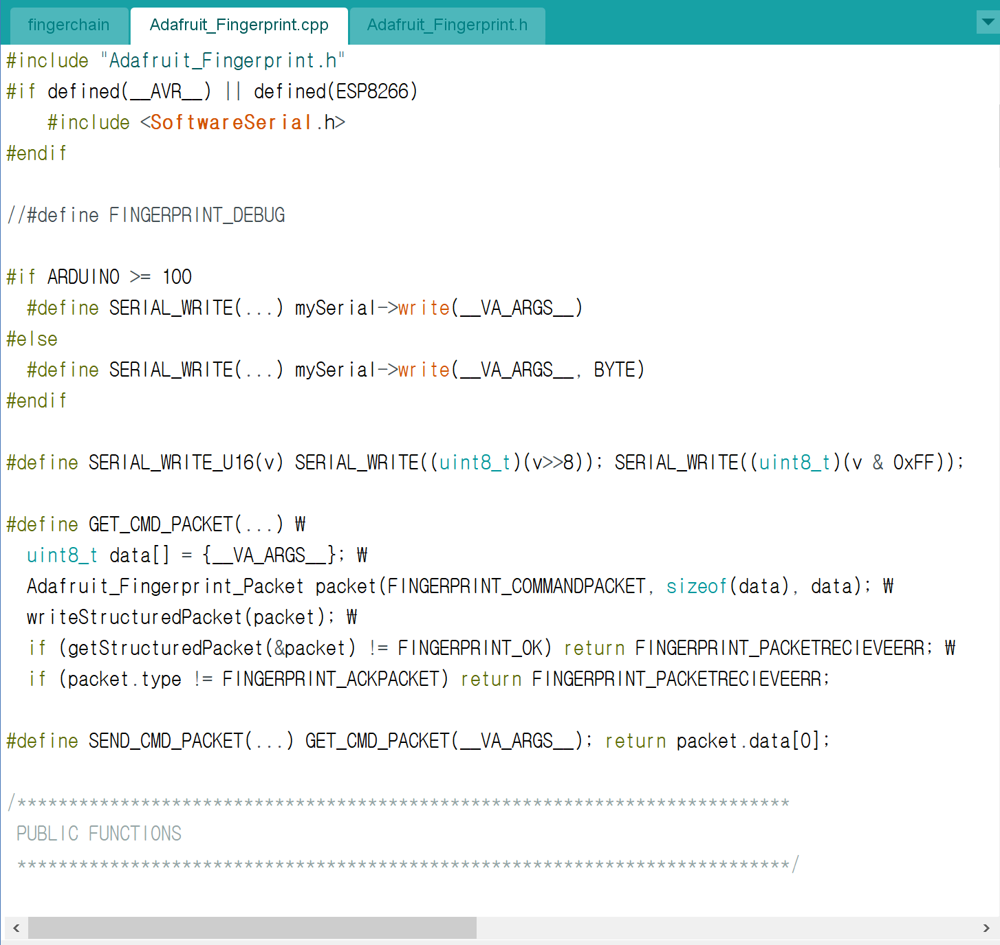 fingerchain Adafruit_Fingerprint.cpp Adafruit_Fingerprint.h
#include "Adafruit_Fingerprint.h"
#if defined(__AVR__) || defined(ESP8266)
    #include <SoftwareSerial.h>
#endif
//#define FINGERPRINT_DEBUG
#if ARDUINO >= 100
  #define SERIAL_WRITE(...) mySerial->write(__VA_ARGS__)
#else
  #define SERIAL_WRITE(...) mySerial->write(__VA_ARGS__, BYTE)
#endif
#define SERIAL_WRITE_U16(v) SERIAL_WRITE((uint8_t)(v>>8)); SERIAL_WRITE((uint8_t)(v & 0xFF));
#define GET_CMD_PACKET(...) ₩
  uint8_t data[] = {__VA_ARGS__}; ₩
  Adafruit_Fingerprint_Packet packet(FINGERPRINT_COMMANDPACKET, sizeof(data), data); ₩
  writeStructuredPacket(packet); ₩
  if (getStructuredPacket(&packet) != FINGERPRINT_OK) return FINGERPRINT_PACKETRECIEVEERR; ₩
  if (packet.type != FINGERPRINT_ACKPACKET) return FINGERPRINT_PACKETRECIEVEERR;
#define SEND_CMD_PACKET(...) GET_CMD_PACKET(__VA_ARGS__); return packet.data[0];
/***************************************************************************
 PUBLIC FUNCTIONS
 ***************************************************************************/